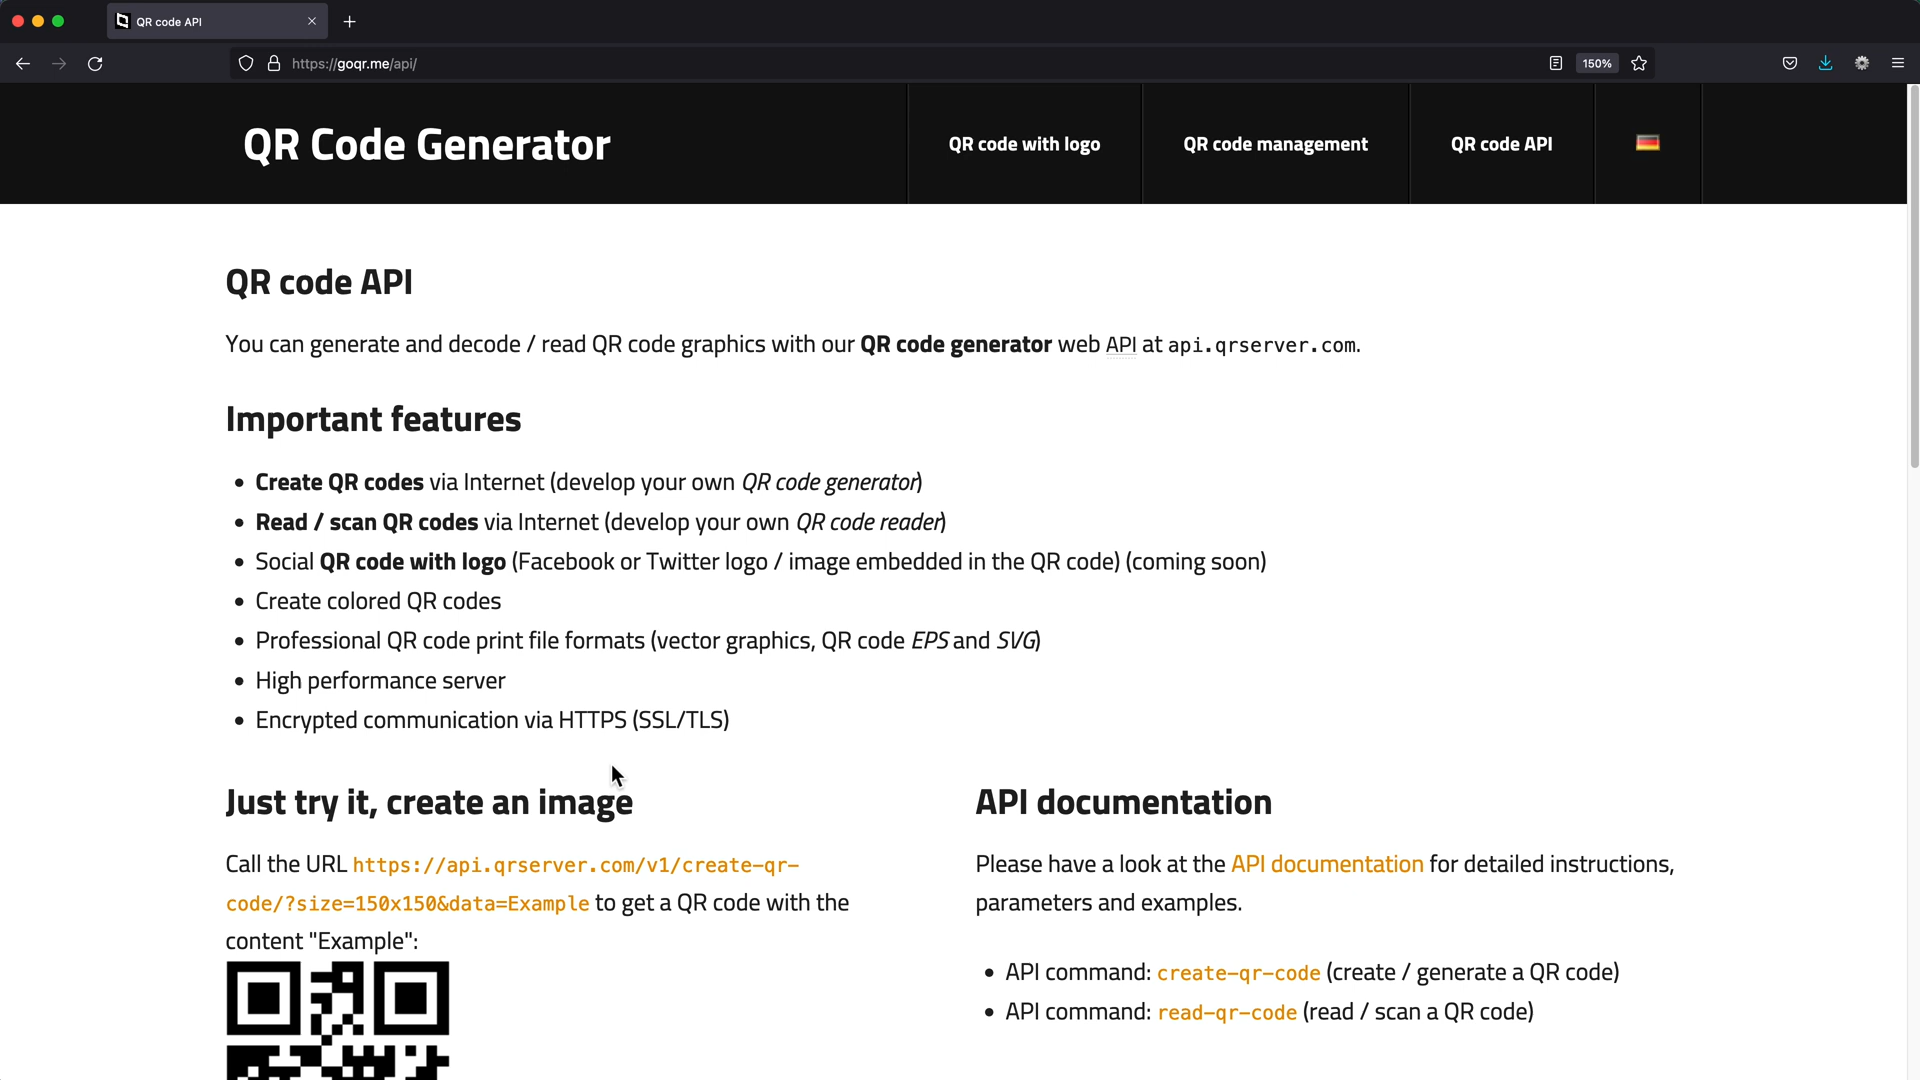 QR code API
https://goqr.me/api/
150%
QR Code Generator
QR code with logo
QR code management
QR code API
QR code API
You can generate and decode / read QR code graphics with our QR code generator web API at api.qrserver.com.
Important features
Create QR codes via Internet (develop your own QR code generator)
Read / scan QR codes via Internet (develop your own QR code reader)
Social QR code with logo (Facebook or Twitter logo / image embedded in the QR code) (coming soon)
Create colored QR codes
Professional QR code print file formats (vector graphics, QR code EPS and SVG)
High performance server
Encrypted communication via HTTPS (SSL/TLS)
Just try it, create an image
Call the URL https://api.qrserver.com/v1/create-qr-
code/?size=150x150&data=Example to get a QR code with the
content "Example":
API documentation
Please have a look at the API documentation for detailed instructions,
parameters and examples.
API command: create-qr-code (create / generate a QR code)
API command: read-qr-code (read / scan a QR code)